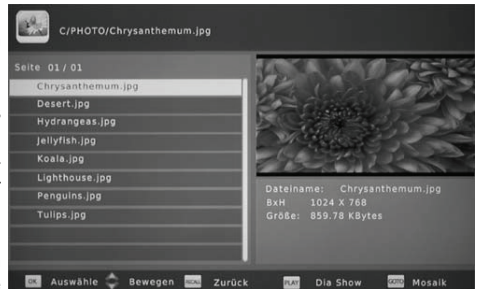 C/PHOTO/Chrysanthemum.jpg
Seite 01/01
Chrysanthemum.jpg
Desert.jpg
Hydrangeas.jpg
Jellyfish.jpg
Koala.jpg
Lighthouse.jpg
Penguins.jpg
Tulips.jpg
Dateiname: Chrysanthemum.jpg
BxH 1024 X 768
Größe: 859.78 KBytes
OK Auswähle Bewegen RECALL Zurück PLAY Dia Show GOTO Mosaik